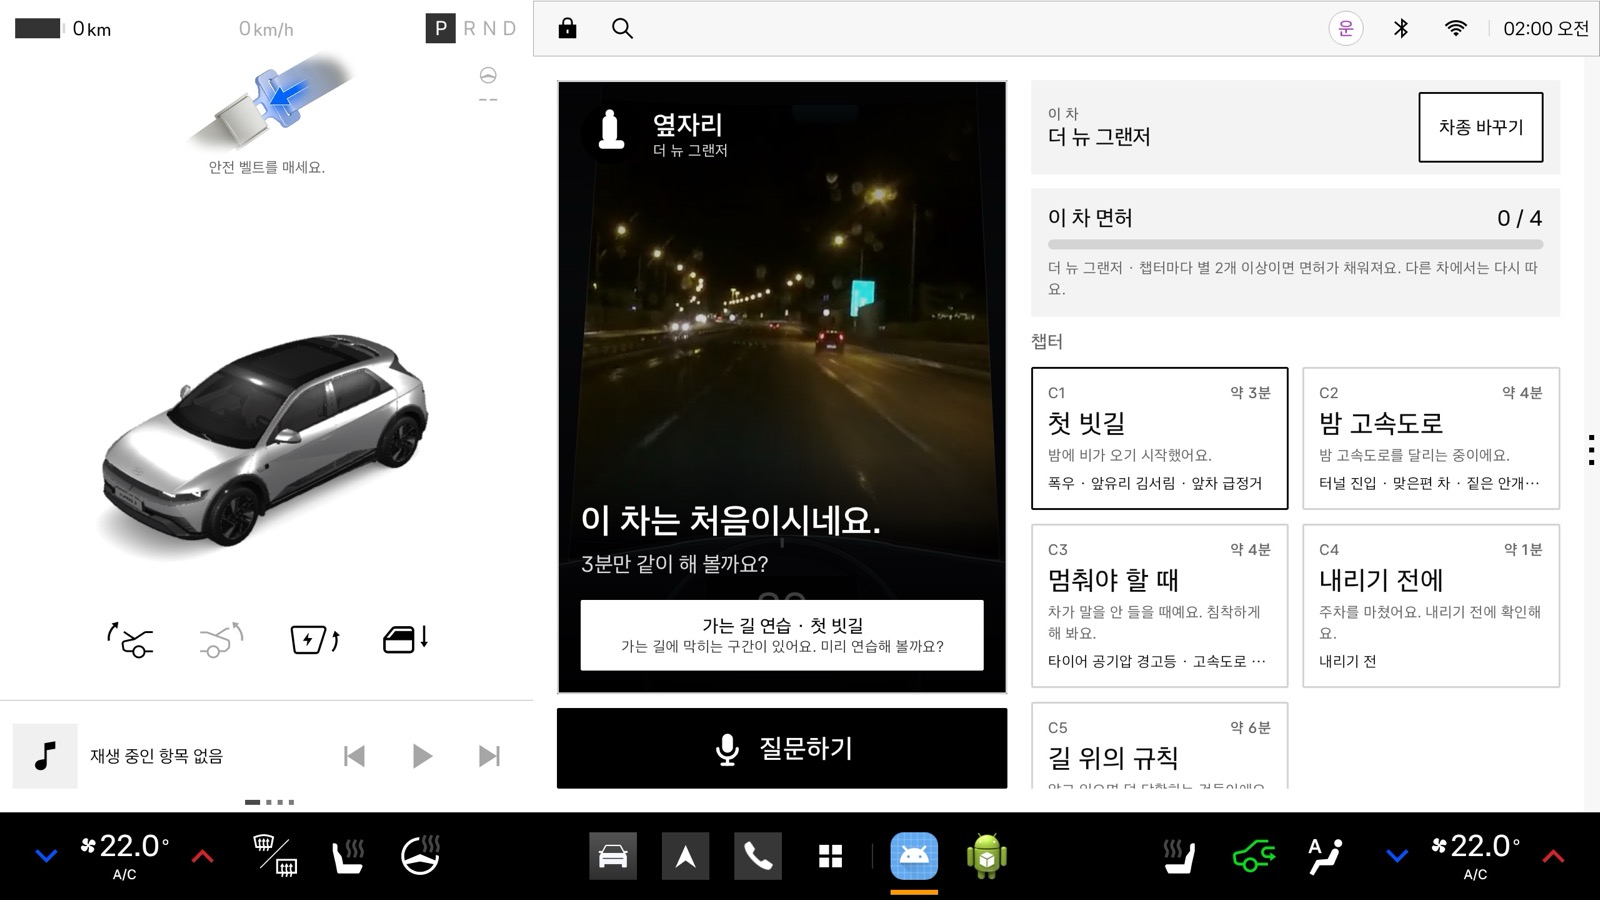 0 km
0 km/h
P R N D
02:00 오전
운
--
안전 벨트를 매세요.
재생 중인 항목 없음
옆자리
더 뉴 그랜저
이 차는 처음이시네요.
3분만 같이 해 볼까요?
가는 길 연습 · 첫 빗길
가는 길에 막히는 구간이 있어요. 미리 연습해 볼까요?
질문하기
이 차
더 뉴 그랜저
차종 바꾸기
이 차 면허
0 / 4
더 뉴 그랜저 · 챕터마다 별 2개 이상이면 면허가 채워져요. 다른 차에서는 다시 따
요.
챕터
C1
약 3분
첫 빗길
밤에 비가 오기 시작했어요.
폭우 · 앞유리 김서림 · 앞차 급정거
C2
약 4분
밤 고속도로
밤 고속도로를 달리는 중이에요.
터널 진입 · 맞은편 차 · 짙은 안개…
C3
약 4분
멈춰야 할 때
차가 말을 안 들을 때예요. 침착하게
해 봐요.
타이어 공기압 경고등 · 고속도로 …
C4
약 1분
내리기 전에
주차를 마쳤어요. 내리기 전에 확인해
요.
내리기 전
C5
약 6분
길 위의 규칙
22.0°
A/C
A
22.0°
A/C